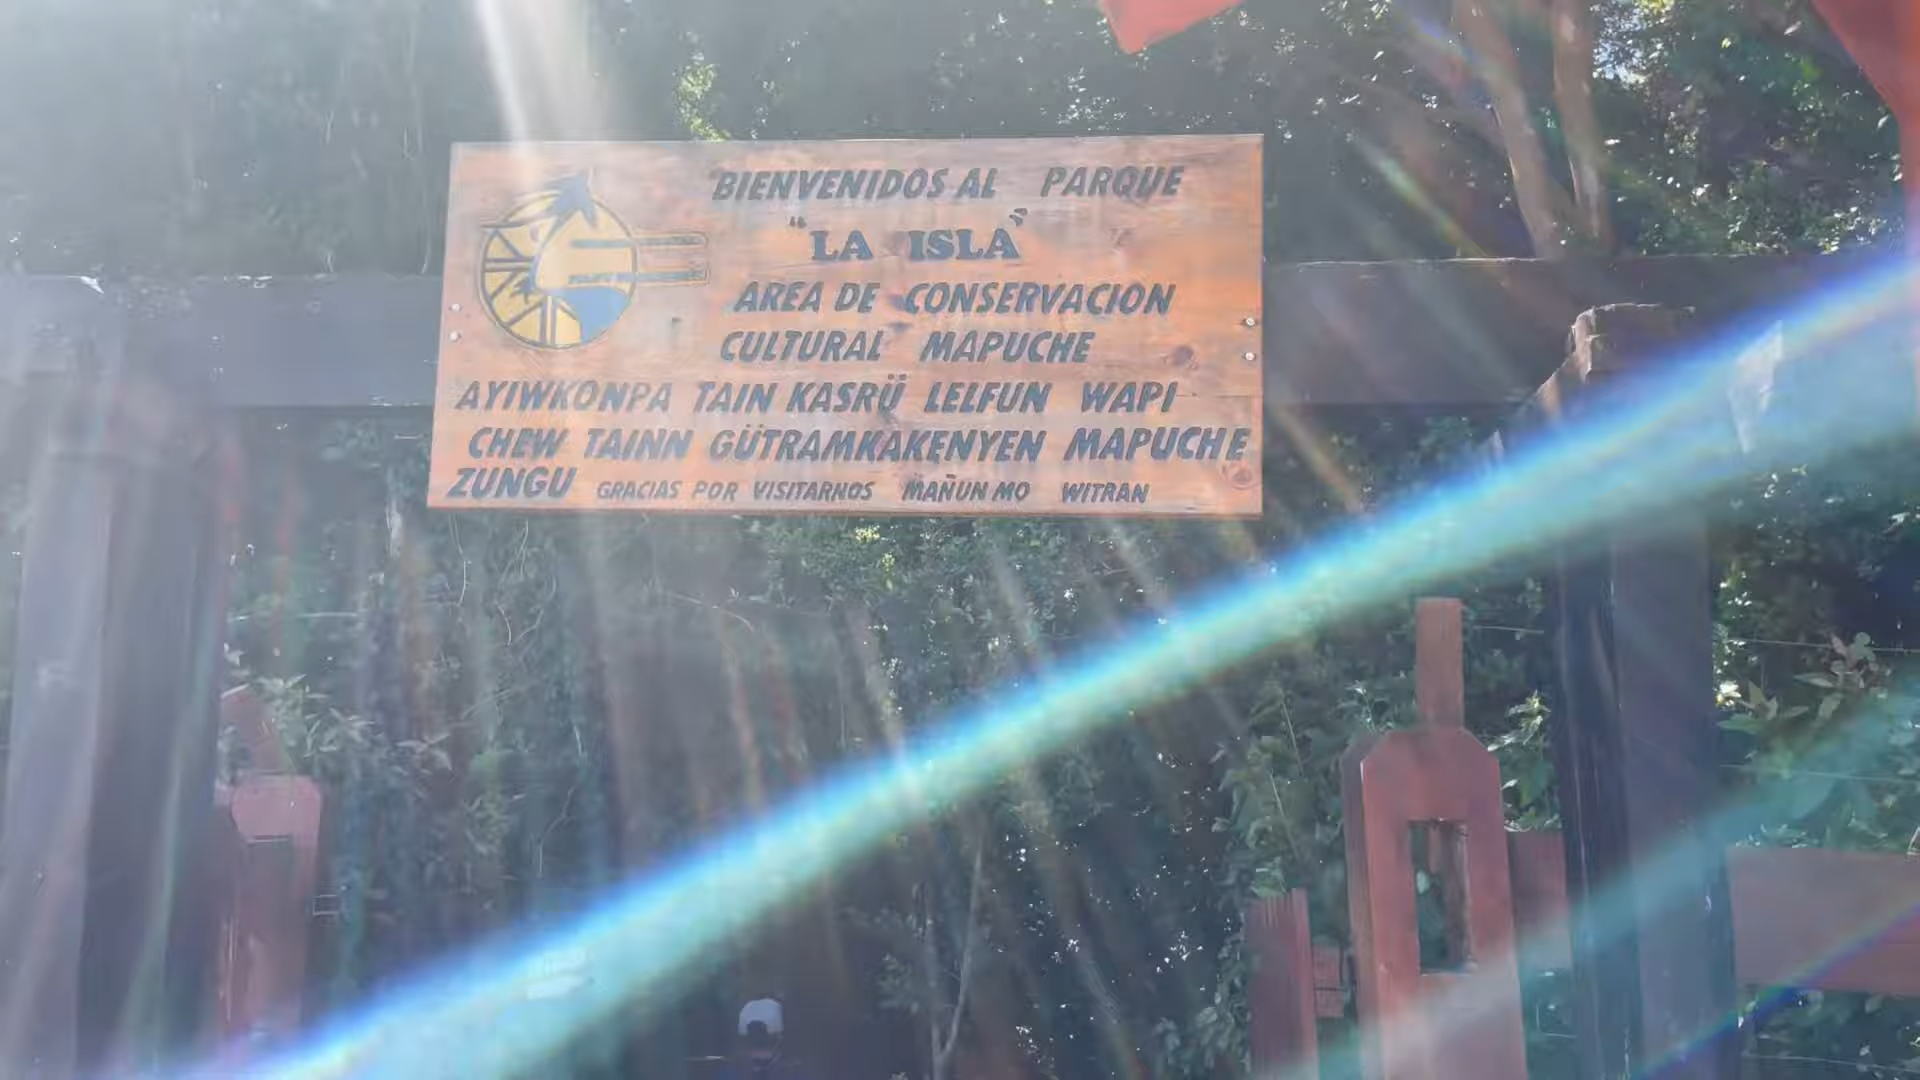 BIENVENIDOS AL PARQUE
"LA ISLA"
AREA DE CONSERVACION
CULTURAL MAPUCHE
AYIWKONPA TAIN KASRÜ LELFUN WAPI
CHEW TAINN GÜTRAMKAKENYEN MAPUCHE
ZUNGU GRACIAS POR VISITARNOS MAÑUN MO WITRAN